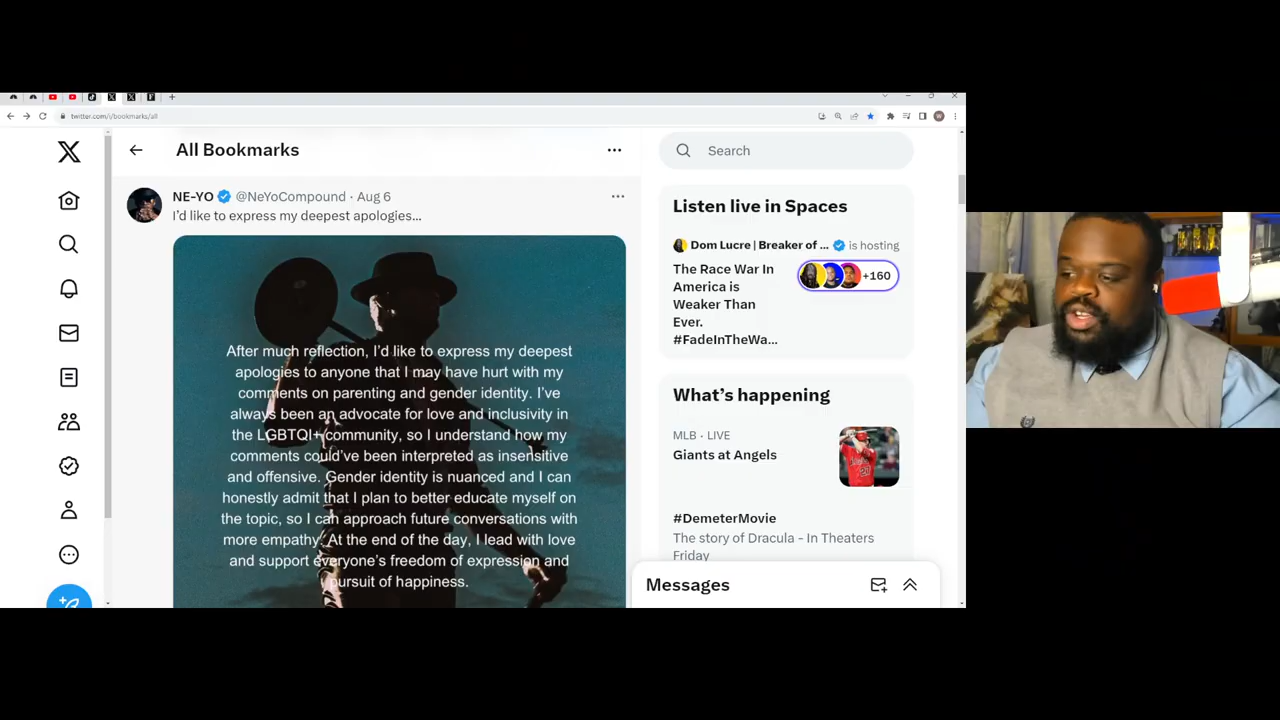 twitter.com/i/bookmarks/all
All Bookmarks
Search
NE-YO @NeYoCompound · Aug 6
I'd like to express my deepest apologies...
After much reflection, I'd like to express my deepest
apologies to anyone that I may have hurt with my
comments on parenting and gender identity. I've
always been an advocate for love and inclusivity in
the LGBTQI+ community, so I understand how my
comments could've been interpreted as insensitive
and offensive. Gender identity is nuanced and I can
honestly admit that I plan to better educate myself on
the topic, so I can approach future conversations with
more empathy. At the end of the day, I lead with love
and support everyone's freedom of expression and
pursuit of happiness.
Listen live in Spaces
Dom Lucre | Breaker of ... is hosting
The Race War In
America is
Weaker Than
Ever.
#FadeInTheWa...
+160
What's happening
MLB · LIVE
Giants at Angels
#DemeterMovie
The story of Dracula - In Theaters
Friday
Messages